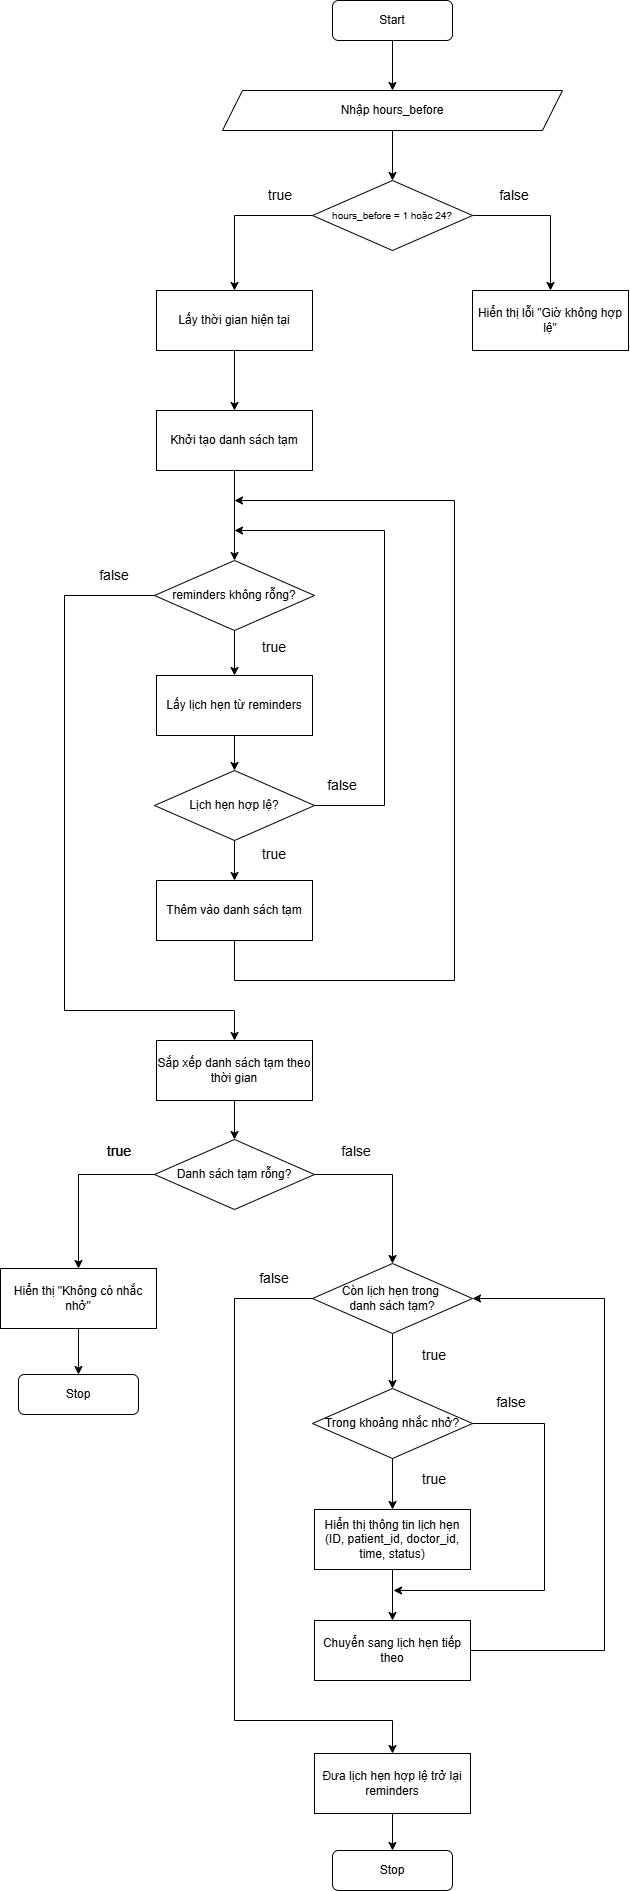 Start
Nhập hours_before
true
false
hours_before = 1 hoặc 24?
Lấy thời gian hiện tại
Hiển thị lỗi "Giờ không hợp
lệ"
Khởi tạo danh sách tạm
false
reminders không rỗng?
true
Lấy lịch hẹn từ reminders
Lịch hẹn hợp lệ?
false
true
Thêm vào danh sách tạm
Sắp xếp danh sách tạm theo
thời gian
true
false
Danh sách tạm rỗng?
Hiển thị "Không có nhắc
nhở"
Stop
false
Còn lịch hẹn trong
danh sách tạm?
true
Trong khoảng nhắc nhở?
false
true
Hiển thị thông tin lịch hẹn
(ID, patient_id, doctor_id,
time, status)
Chuyển sang lịch hẹn tiếp
theo
Đưa lịch hẹn hợp lệ trở lại
reminders
Stop